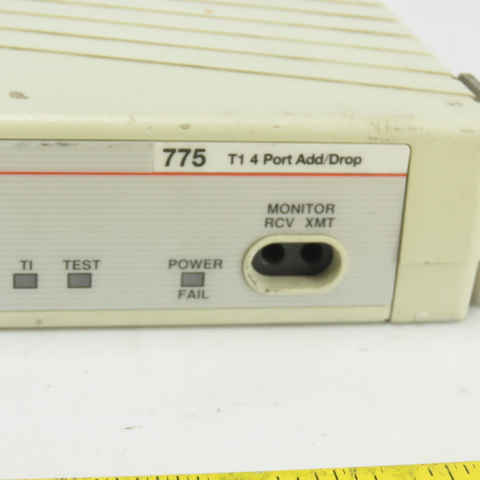 775 T1 4 Port Add/Drop
MONITOR
RCV XMT
TI TEST POWER
FAIL